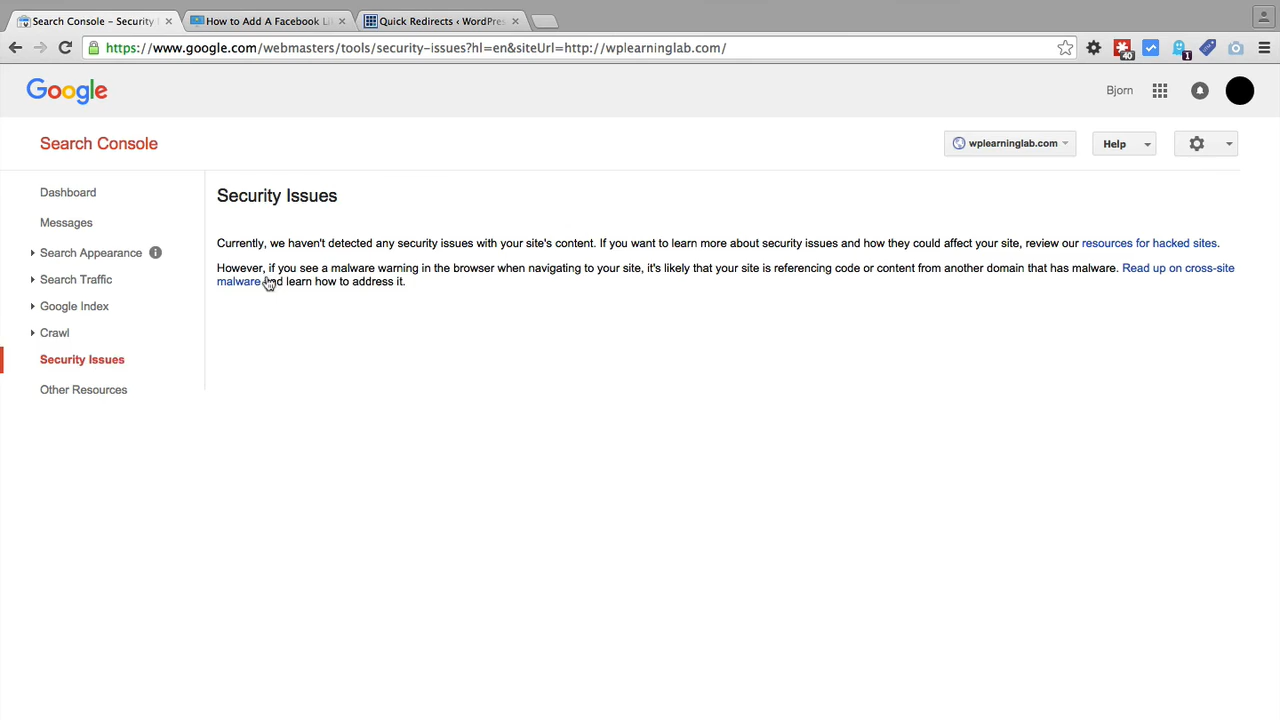 Search Console – Security
How to Add A Facebook Li
Quick Redirects ‹ WordPres
https://www.google.com/webmasters/tools/security-issues?hl=en&siteUrl=http://wplearninglab.com/
40
1
Google
Bjorn
Search Console
wplearninglab.com
Help
Dashboard
Messages
Search Appearance
Search Traffic
Google Index
Crawl
Security Issues
Other Resources
Security Issues
Currently, we haven't detected any security issues with your site's content. If you want to learn more about security issues and how they could affect your site, review our resources for hacked sites.
However, if you see a malware warning in the browser when navigating to your site, it's likely that your site is referencing code or content from another domain that has malware. Read up on cross-site
malware and learn how to address it.